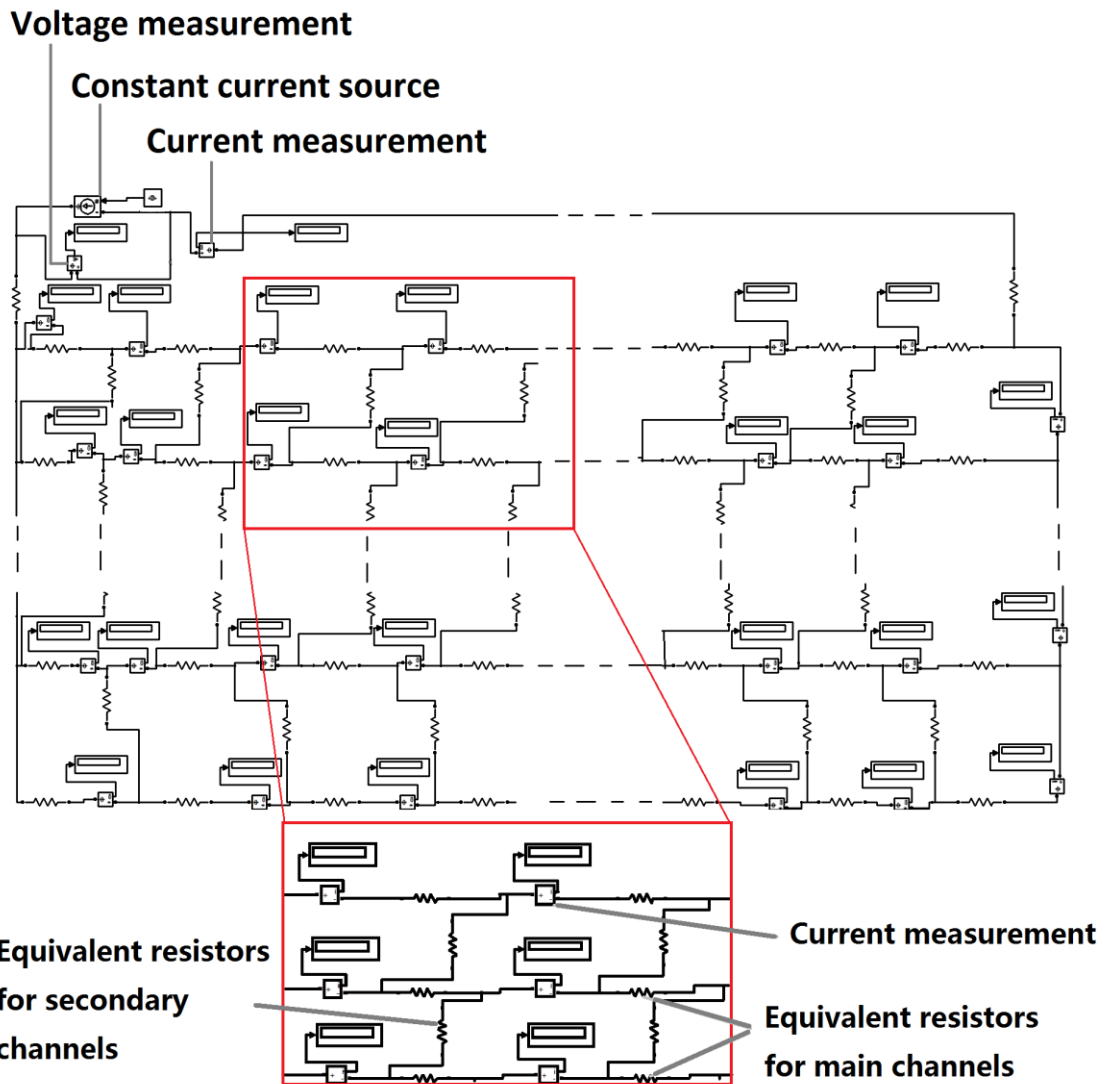 Voltage measurement
Constant current source
Current measurement
Current measurement
Equivalent resistors
for secondary
channels
Equivalent resistors
for main channels